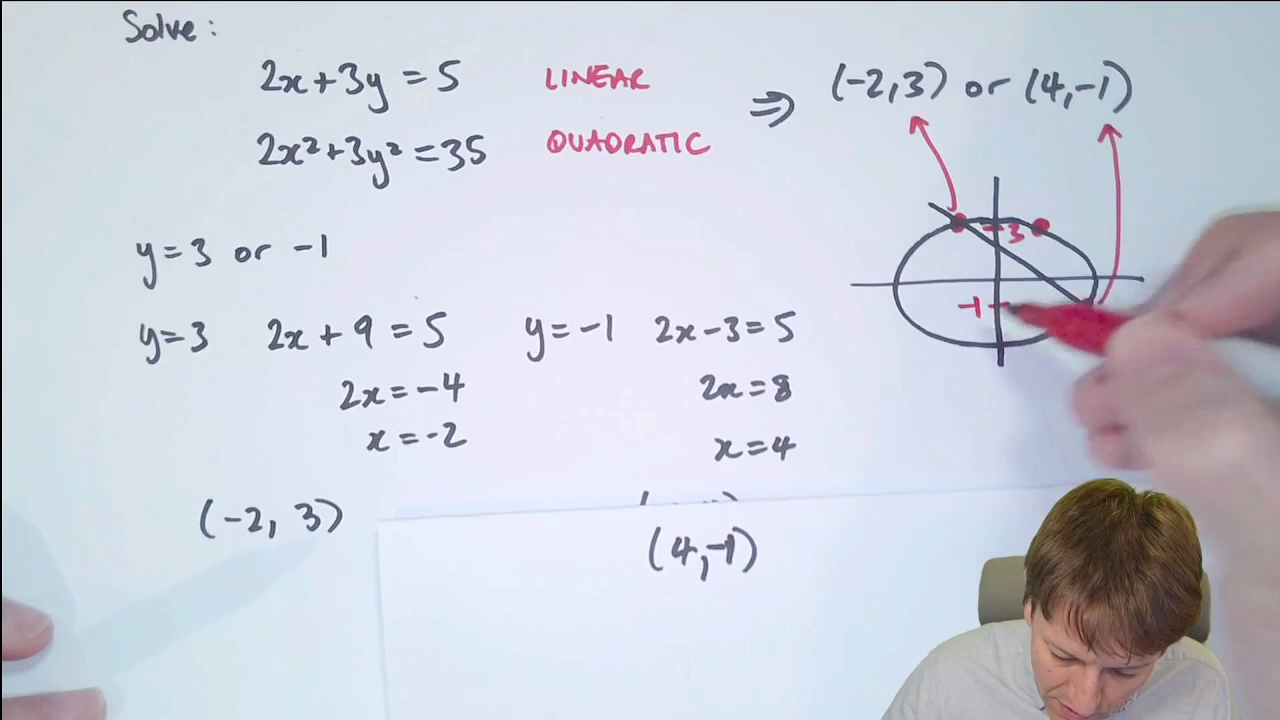 Solve:
2x+3y = 5 LINEAR
2x²+3y² = 35 QUADRATIC
⇒ (-2,3) or (4,-1)
y=3 or -1
3
-1
y=3 2x + 9 = 5
2x = -4
x = -2
(-2, 3)
y = -1 2x-3=5
2x = 8
x = 4
(4,-1)